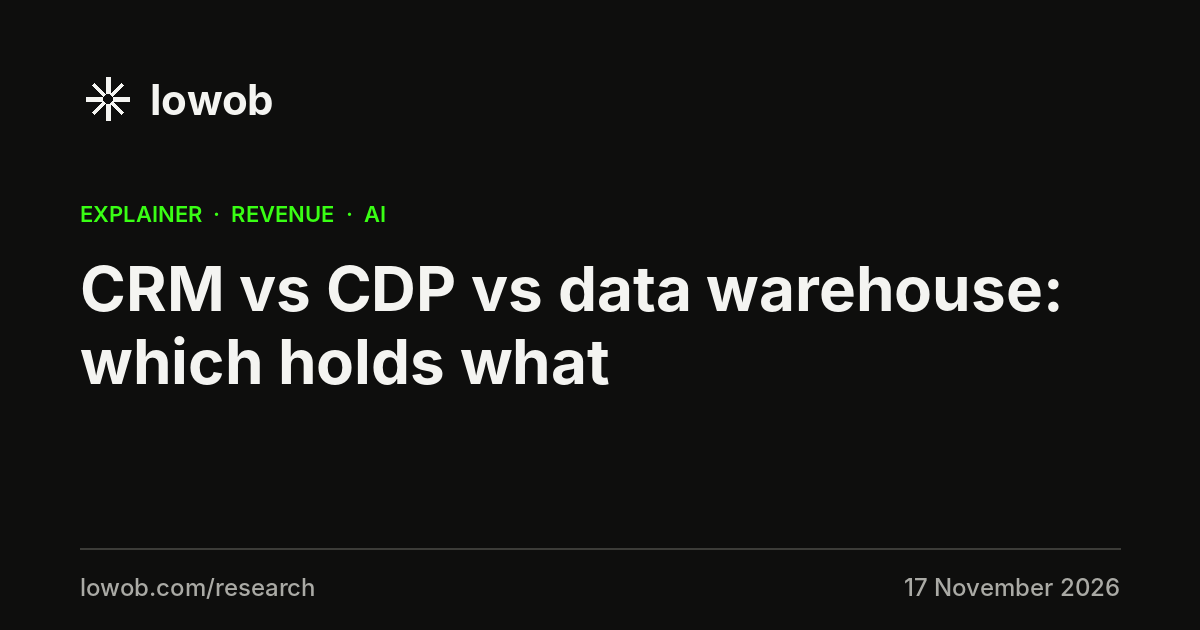 lowob
EXPLAINER · REVENUE · AI
CRM vs CDP vs data warehouse:
which holds what
lowob.com/research
17 November 2026